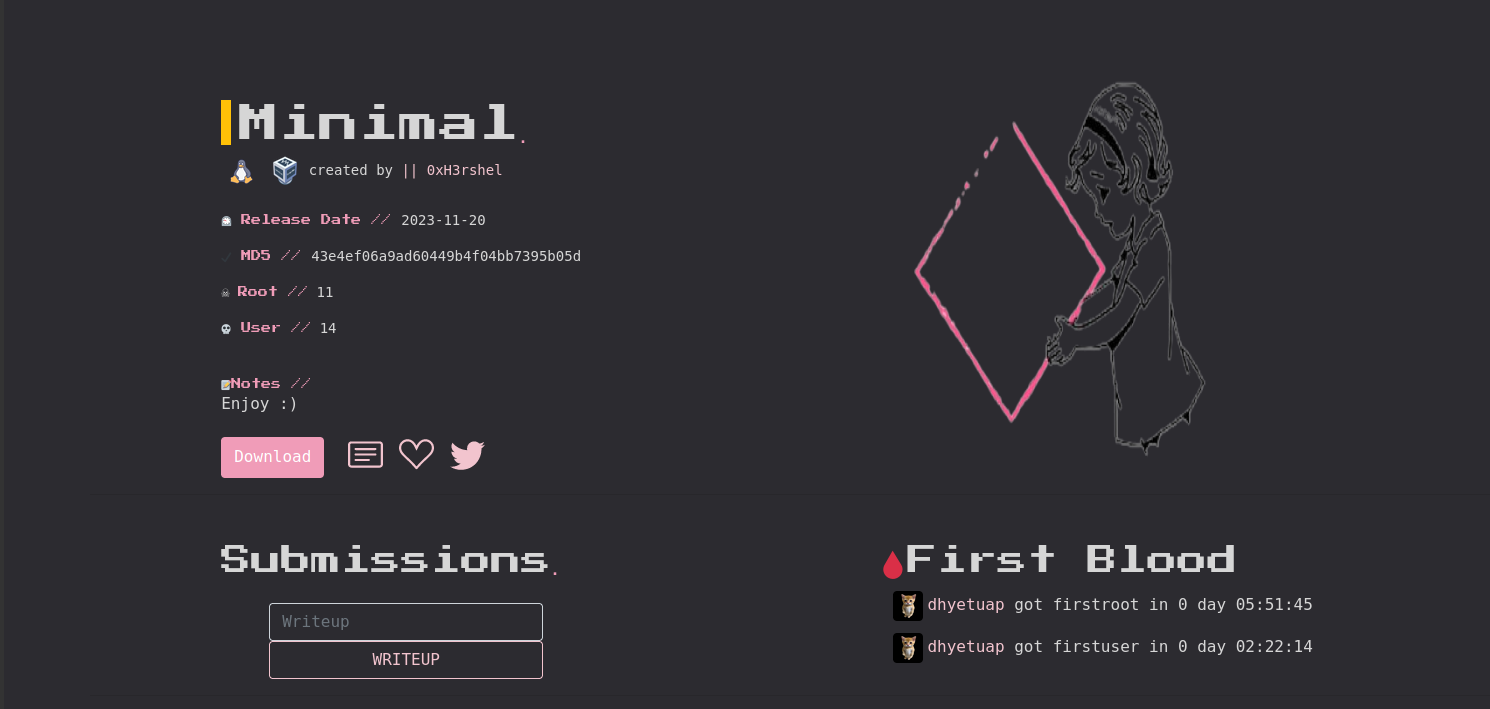 Minimal.
created by || 0xH3rshel
Release Date // 2023-11-20
MD5 // 43e4ef06a9ad60449b4f04bb7395b05d
Root // 11
User // 14
Notes //
Enjoy :)
Download
Submissions.
Writeup
WRITEUP
First Blood
dhyetuap got firstroot in 0 day 05:51:45
dhyetuap got firstuser in 0 day 02:22:14